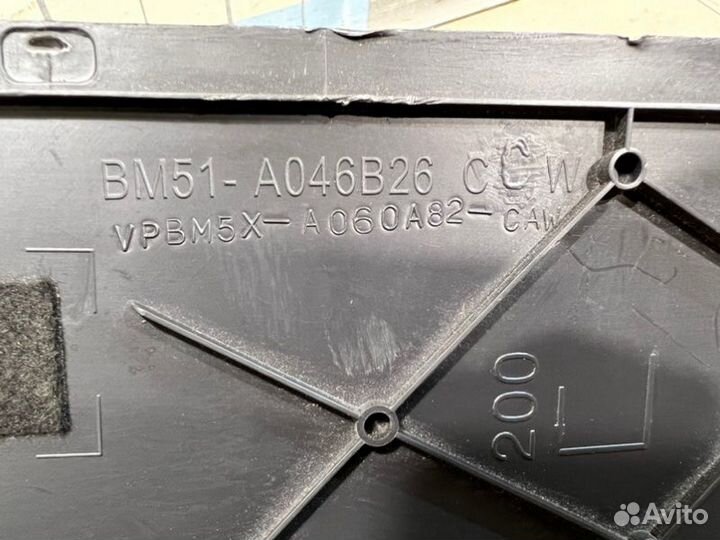 BM51- A046B26 CCW
VPBM5X-A060A82-CAW
200
Avito